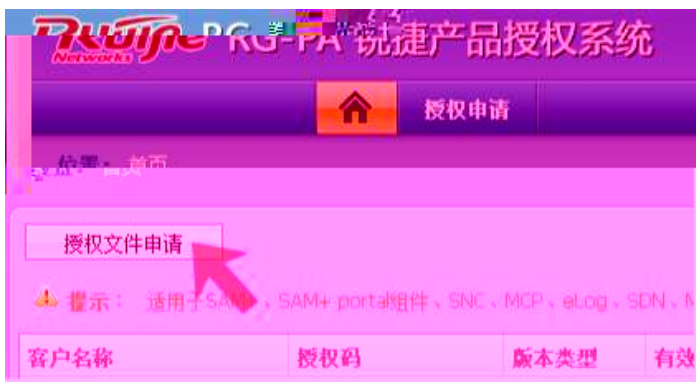 Ruijie Networks RG-PA 锐捷产品授权系统
授权申请
位置: 首页
授权文件申请
提示： 适用于SAM+、SAM+ portal组件、SNC、MCP、eLog、SDN、
客户名称 授权码 版本类型 有效